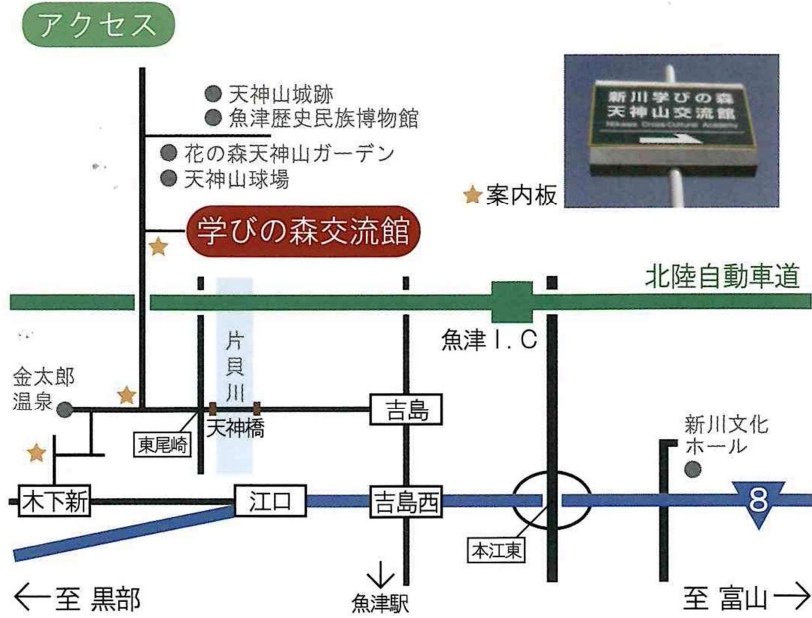 アクセス
天神山城跡
魚津歴史民族博物館
花の森天神山ガーデン
天神山球場
新川学びの森
天神山交流館
Niikawa Cross-Cultural Academy
案内板
学びの森交流館
北陸自動車道
魚津I.C
片貝川
金太郎
温泉
吉島
天神橋
東尾崎
新川文化
ホール
木下新
江口
吉島西
8
本江東
至 黒部
魚津駅
至 富山